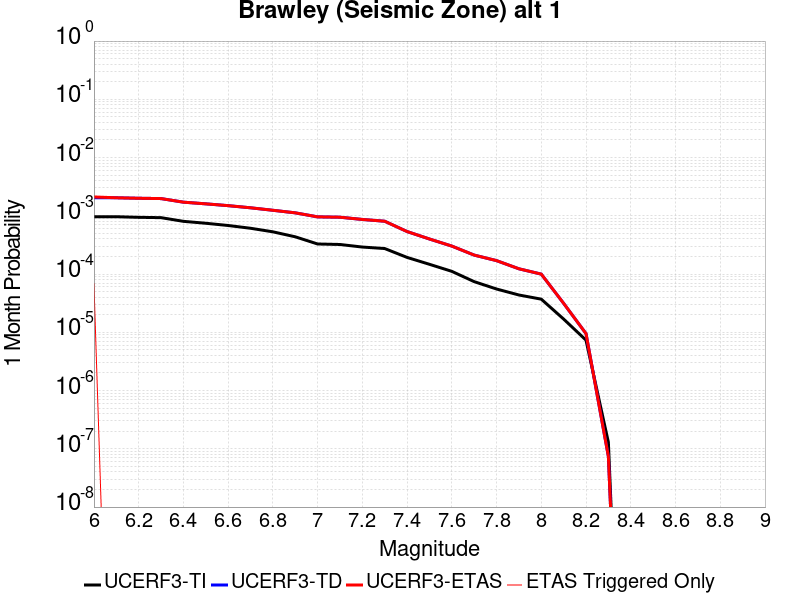 Brawley (Seismic Zone) alt 1
10 0
10 -1
10 -2
10 -3
10 -4
10 -5
10 -6
10 -7
10 -8
1 Month Probability
6 6.2 6.4 6.6 6.8 7 7.2 7.4 7.6 7.8 8 8.2 8.4 8.6 8.8 9
Magnitude
UCERF3-TI UCERF3-TD UCERF3-ETAS ETAS Triggered Only